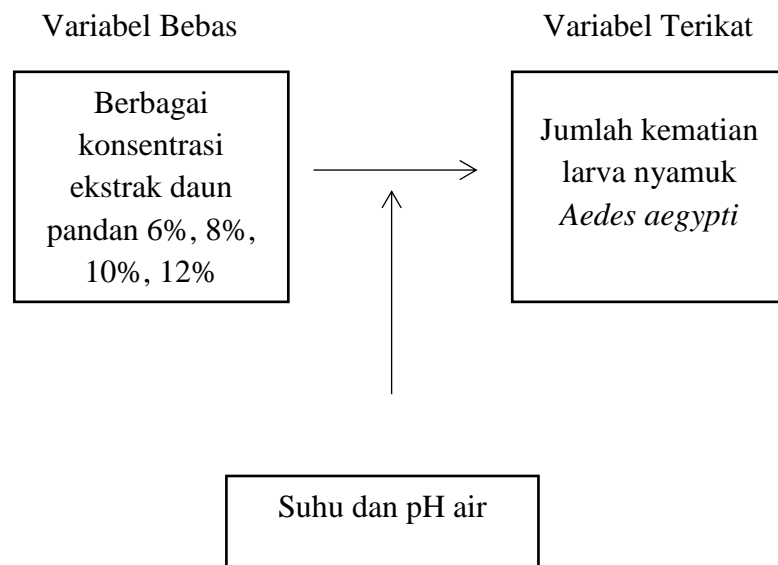 Variabel Bebas
Variabel Terikat
Berbagai
konsentrasi
ekstrak daun
pandan 6%, 8%,
10%, 12%
Jumlah kematian
larva nyamuk
Aedes aegypti
Suhu dan pH air